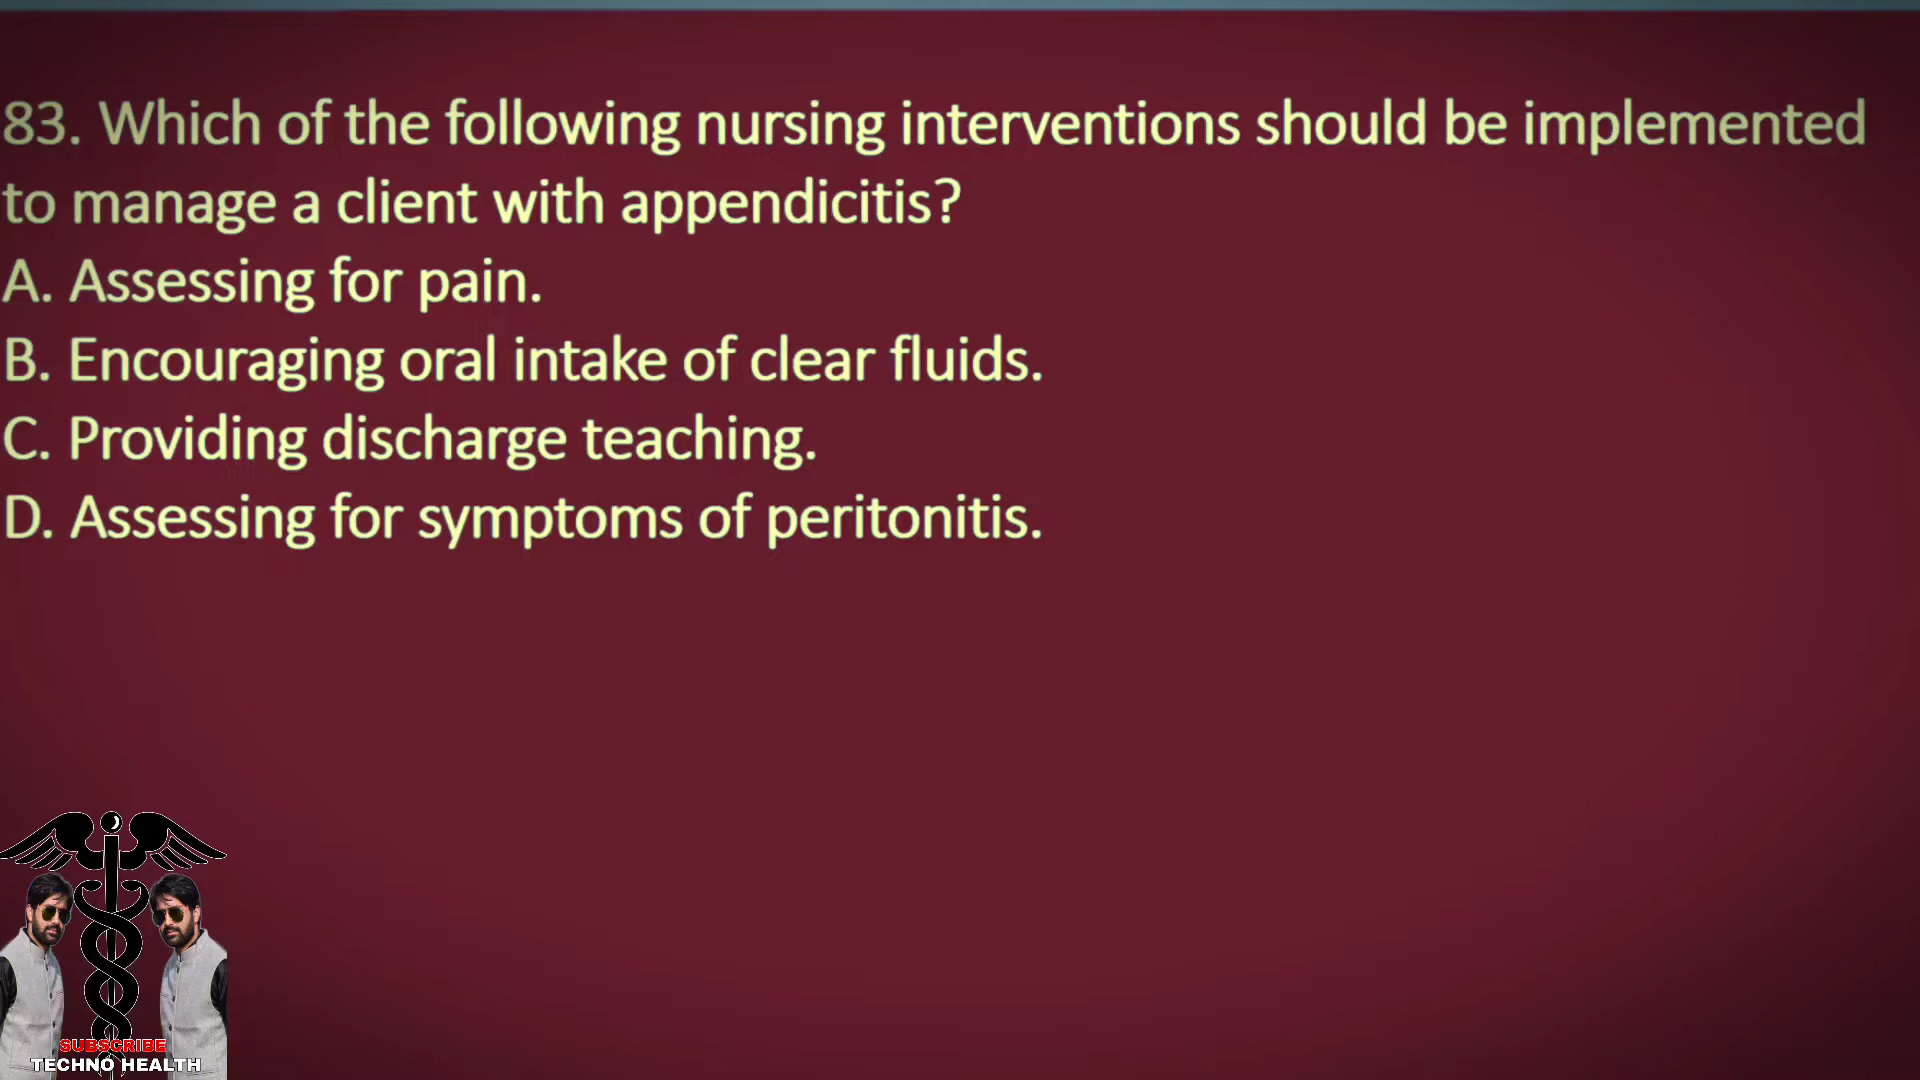 83. Which of the following nursing interventions should be implemented
to manage a client with appendicitis?
A. Assessing for pain.
B. Encouraging oral intake of clear fluids.
C. Providing discharge teaching.
D. Assessing for symptoms of peritonitis.
SUBSCRIBE
TECHNO HEALTH